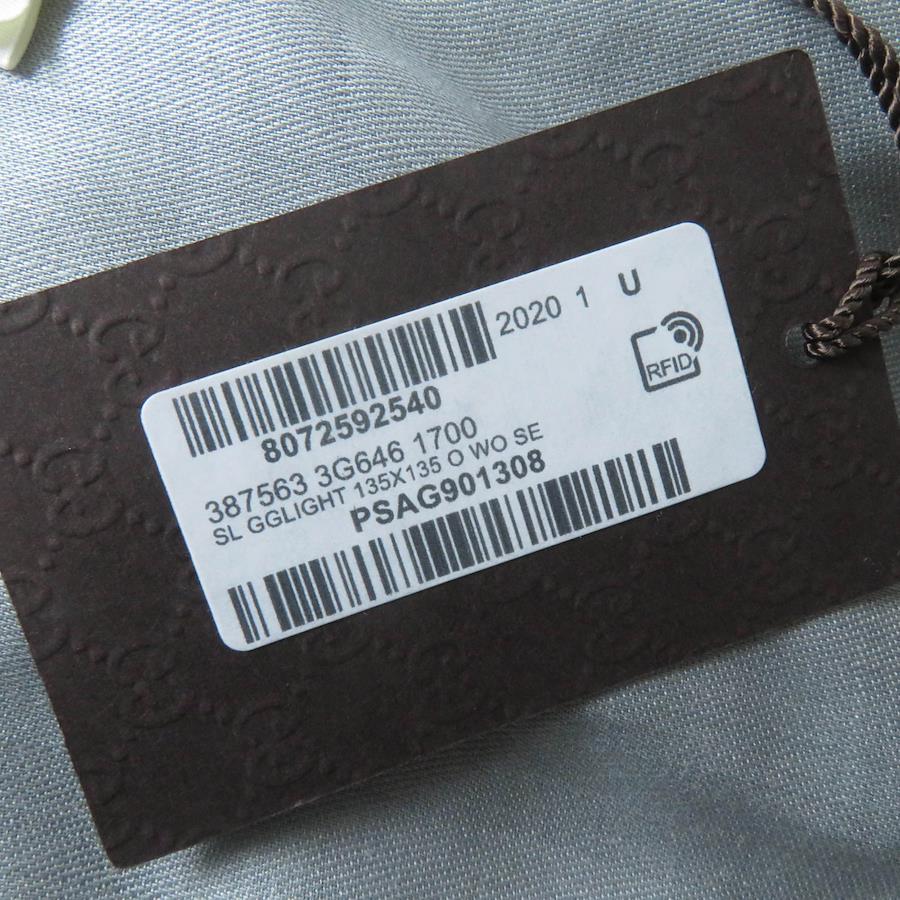 2020 1 U
RFID
8072592540
387563 3G646 1700
SL GGLIGHT 135X135 O WO SE
PSAG901308